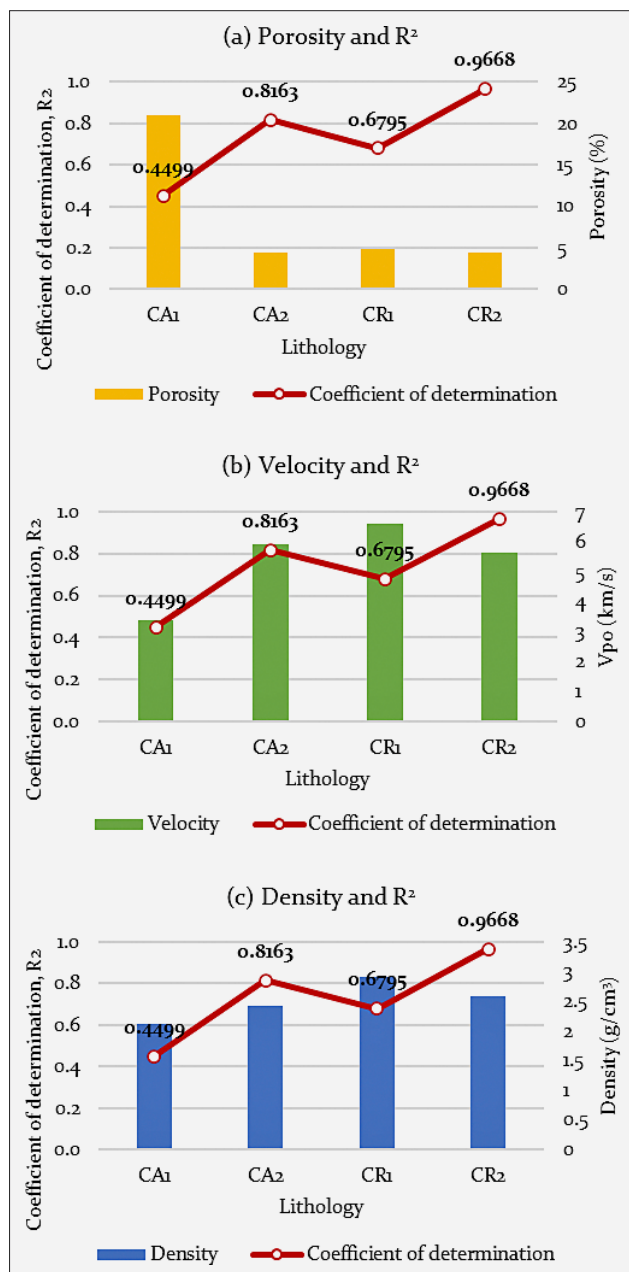 (a) Porosity and R²
Coefficient of determination, R2
1.0
0.8
0.6
0.4
0.2
0.0
0.4499
0.8163
0.6795
0.9668
25
20
15
10
5
0
Porosity (%)
CA1 CA2 CR1 CR2
Lithology
Porosity Coefficient of determination
(b) Velocity and R²
Coefficient of determination, R2
1.0
0.8
0.6
0.4
0.2
0.0
0.4499
0.8163
0.6795
0.9668
7
6
5
4
3
2
1
0
Vp0 (km/s)
CA1 CA2 CR1 CR2
Lithology
Velocity Coefficient of determination
(c) Density and R²
Coefficient of determination, R2
1.0
0.8
0.6
0.4
0.2
0.0
0.4499
0.8163
0.6795
0.9668
3.5
3
2.5
2
1.5
1
0.5
0
Density (g/cm³)
CA1 CA2 CR1 CR2
Lithology
Density Coefficient of determination